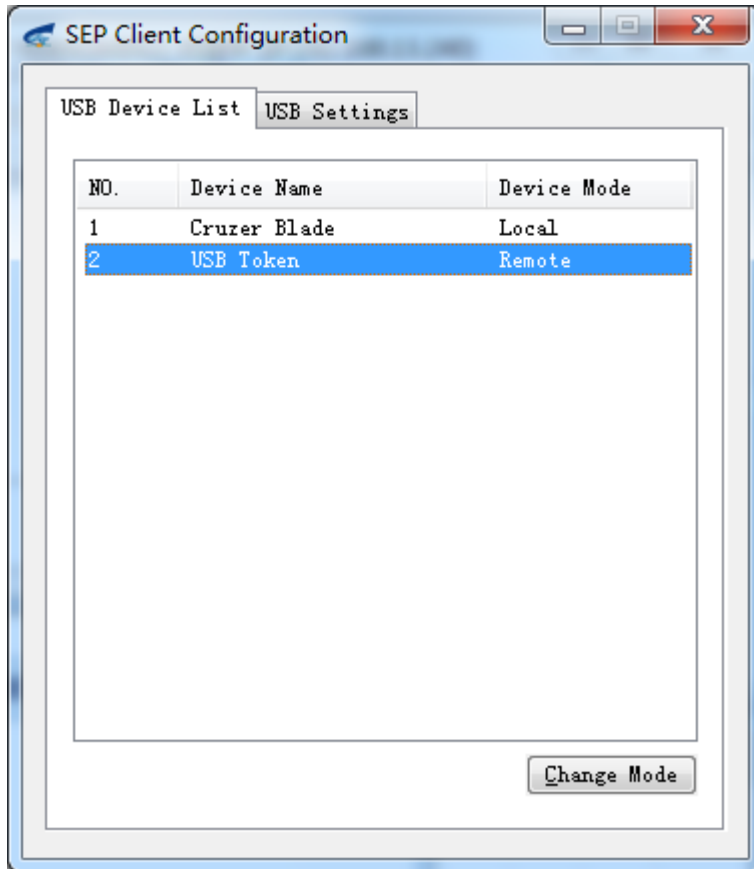 SEP Client Configuration
USB Device List USB Settings
NO. Device Name Device Mode
1 Cruzer Blade Local
2 USB Token Remote
Change Mode